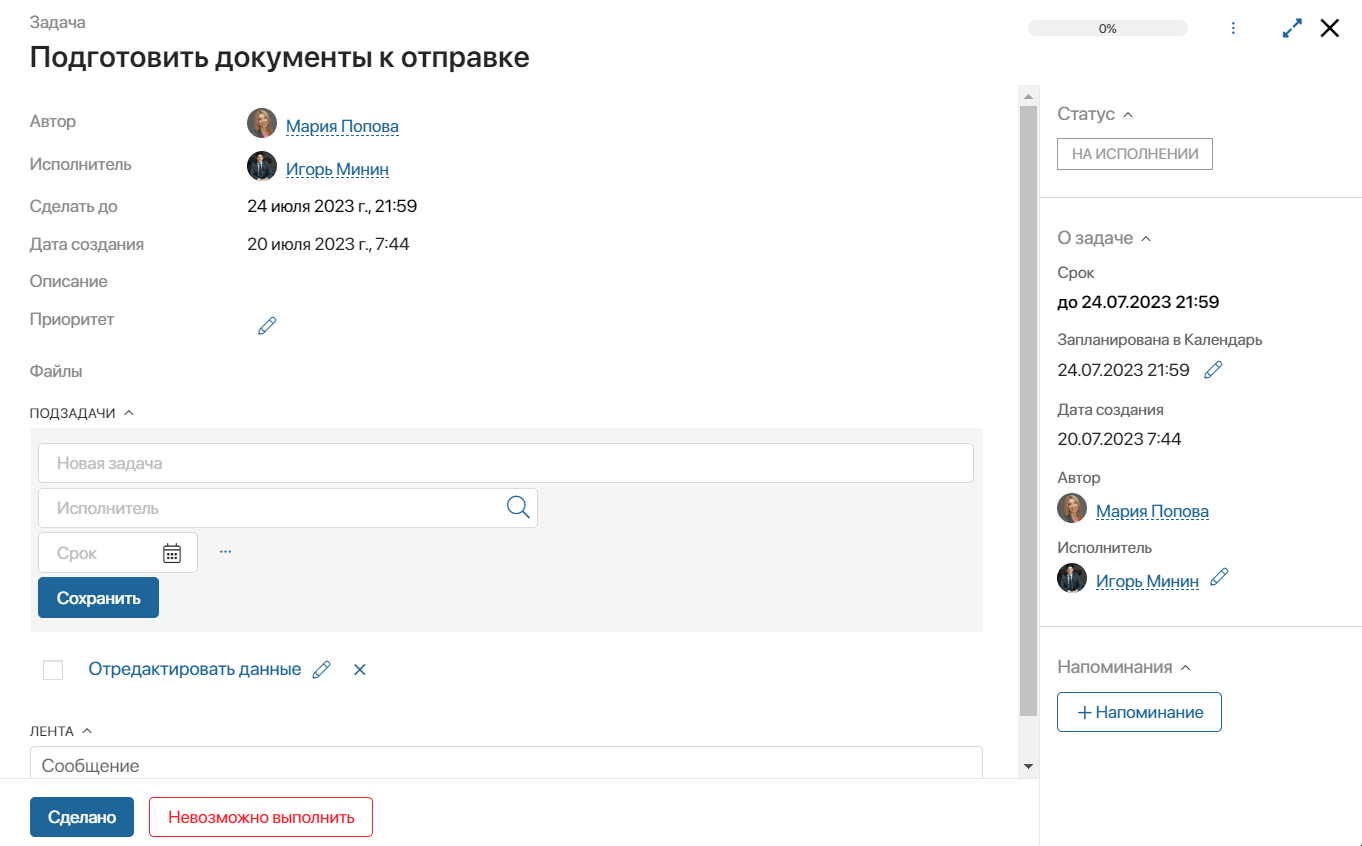 Задача
0%
Подготовить документы к отправке
Автор
Мария Попова
Исполнитель
Игорь Минин
Сделать до
24 июля 2023 г., 21:59
Дата создания
20 июля 2023 г., 7:44
Описание
Приоритет
Файлы
ПОДЗАДАЧИ
Новая задача
Исполнитель
Срок
...
Сохранить
Отредактировать данные
ЛЕНТА
Сообщение
Сделано
Невозможно выполнить
Статус
НА ИСПОЛНЕНИИ
О задаче
Срок
до 24.07.2023 21:59
Запланирована в Календарь
24.07.2023 21:59
Дата создания
20.07.2023 7:44
Автор
Мария Попова
Исполнитель
Игорь Минин
Напоминания
+ Напоминание